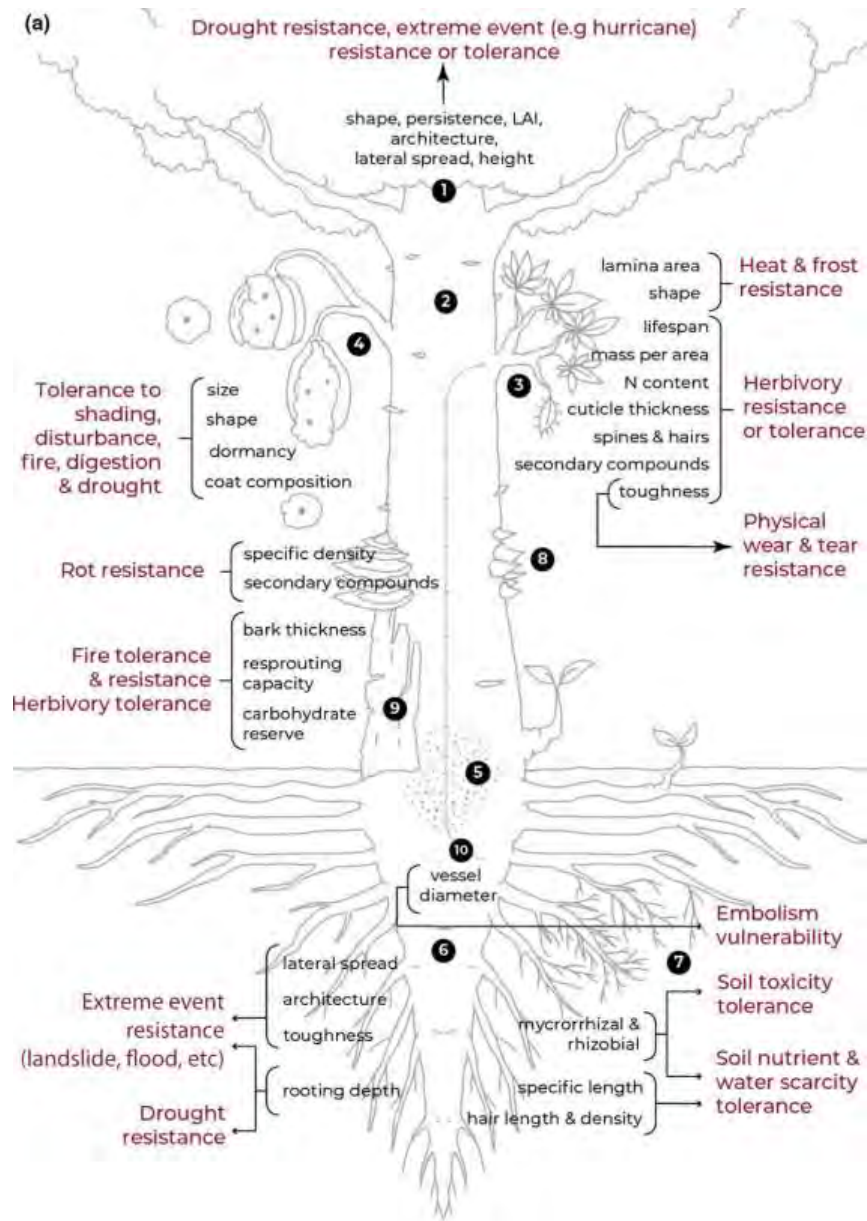 (a)
Drought resistance, extreme event (e.g hurricane)
resistance or tolerance
shape, persistence, LAI,
architecture,
lateral spread, height
1
2
lamina area
shape
Heat & frost
resistance
4
3
lifespan
mass per area
N content
cuticle thickness
spines & hairs
secondary compounds
toughness
Herbivory
resistance
or tolerance
Tolerance to
shading,
disturbance,
fire, digestion
& drought
size
shape
dormancy
coat composition
Physical
wear & tear
resistance
Rot resistance
specific density
secondary compounds
8
Fire tolerance
& resistance
Herbivory tolerance
bark thickness
resprouting
capacity
carbohydrate
reserve
9
5
10
vessel
diameter
Embolism
vulnerability
6
7
Extreme event
resistance
(landslide, flood, etc)
lateral spread
architecture
toughness
Drought
resistance
rooting depth
mycrorrhizal &
rhizobial
Soil toxicity
tolerance
specific length
hair length & density
Soil nutrient &
water scarcity
tolerance